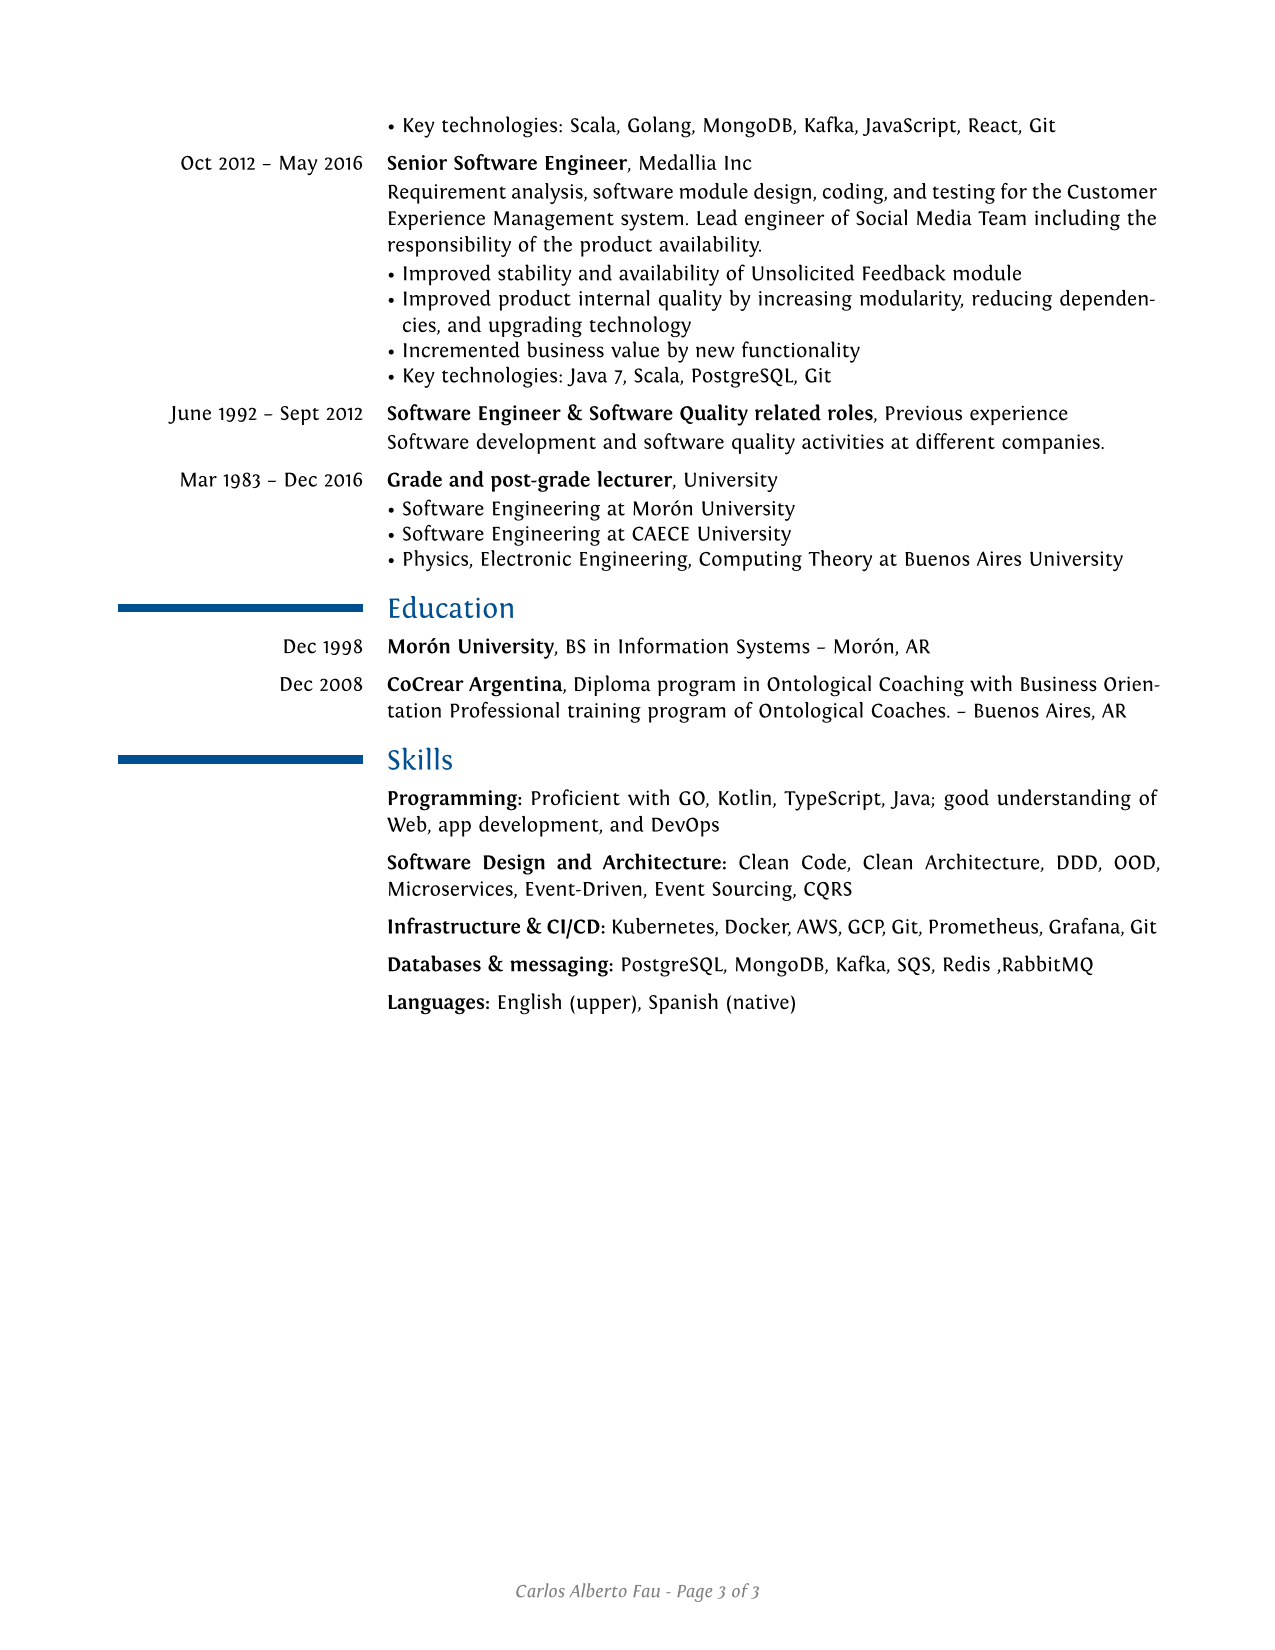 • Key technologies: Scala, Golang, MongoDB, Kafka, JavaScript, React, Git
Oct 2012 – May 2016 Senior Software Engineer, Medallia Inc
Requirement analysis, software module design, coding, and testing for the Customer
Experience Management system. Lead engineer of Social Media Team including the
responsibility of the product availability.
• Improved stability and availability of Unsolicited Feedback module
• Improved product internal quality by increasing modularity, reducing dependen-
cies, and upgrading technology
• Incremented business value by new functionality
• Key technologies: Java 7, Scala, PostgreSQL, Git
June 1992 – Sept 2012 Software Engineer & Software Quality related roles, Previous experience
Software development and software quality activities at different companies.
Mar 1983 – Dec 2016 Grade and post-grade lecturer, University
• Software Engineering at Morón University
• Software Engineering at CAECE University
• Physics, Electronic Engineering, Computing Theory at Buenos Aires University
Education
Dec 1998 Morón University, BS in Information Systems – Morón, AR
Dec 2008 CoCrear Argentina, Diploma program in Ontological Coaching with Business Orien-
tation Professional training program of Ontological Coaches. – Buenos Aires, AR
Skills
Programming: Proficient with GO, Kotlin, TypeScript, Java; good understanding of
Web, app development, and DevOps
Software Design and Architecture: Clean Code, Clean Architecture, DDD, OOD,
Microservices, Event-Driven, Event Sourcing, CQRS
Infrastructure & CI/CD: Kubernetes, Docker, AWS, GCP, Git, Prometheus, Grafana, Git
Databases & messaging: PostgreSQL, MongoDB, Kafka, SQS, Redis ,RabbitMQ
Languages: English (upper), Spanish (native)
Carlos Alberto Fau - Page 3 of 3